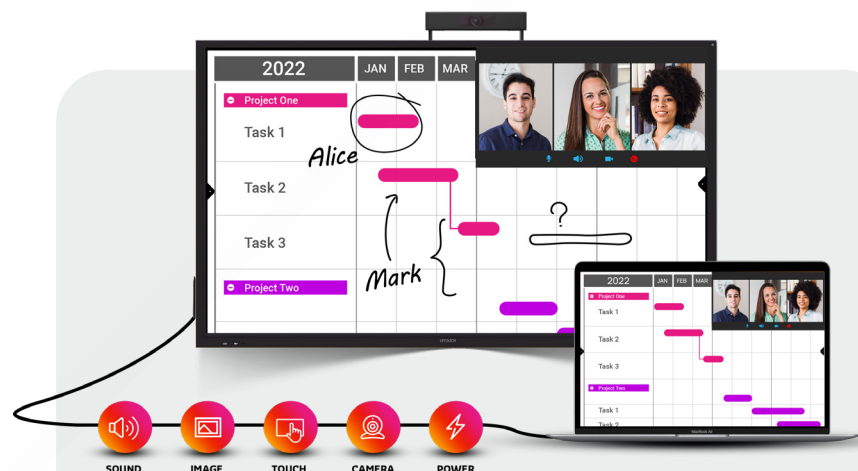 2022 JAN FEB MAR
Project One
Task 1
Alice
Task 2
?
Task 3
Mark
Project Two
2022 JAN FEB MAR
Project One
Task 1
Task 2
Task 3
Project Two
Task 1
Task 2
MacBook Air
SOUND IMAGE TOUCH CAMERA POWER